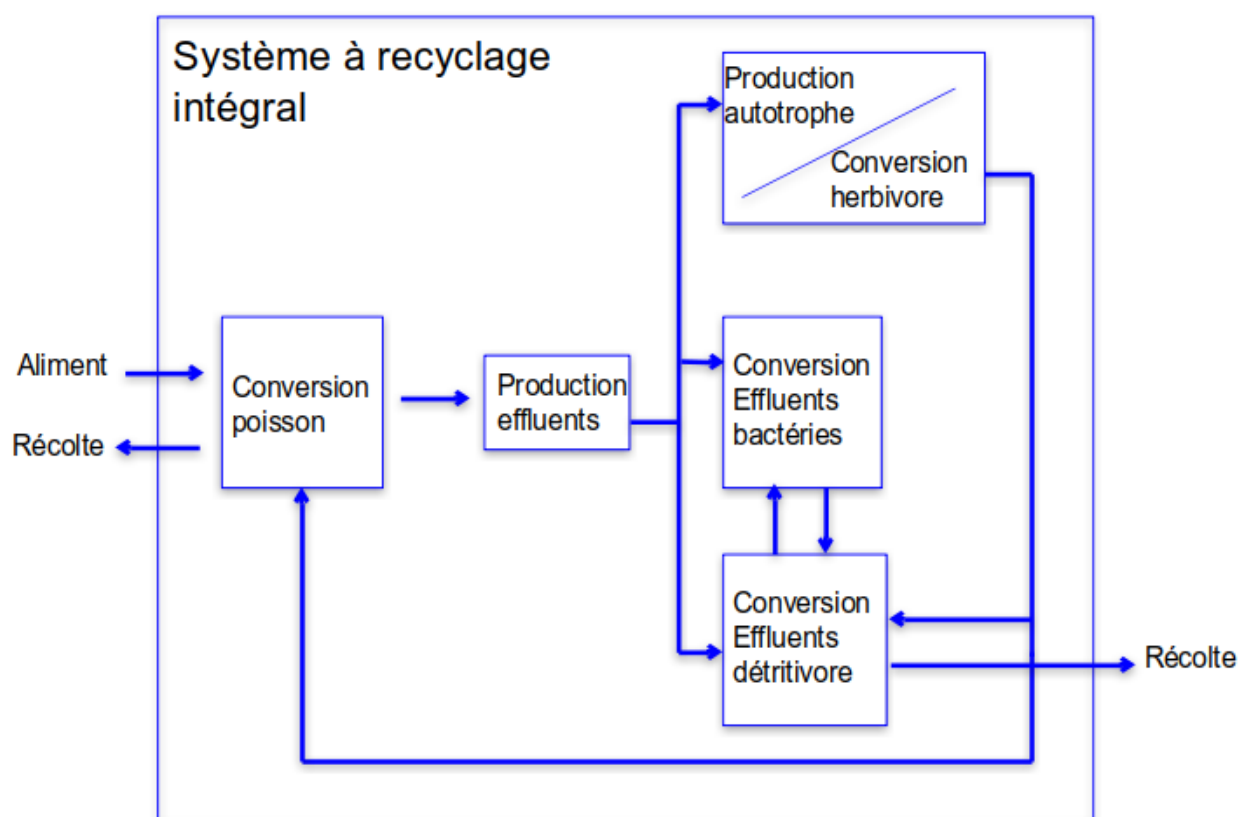 Système à recyclage
intégral
Production
autotrophe
Conversion
herbivore
Aliment
Récolte
Conversion
poisson
Production
effluents
Conversion
Effluents
bactéries
Conversion
Effluents
détritivore
Récolte